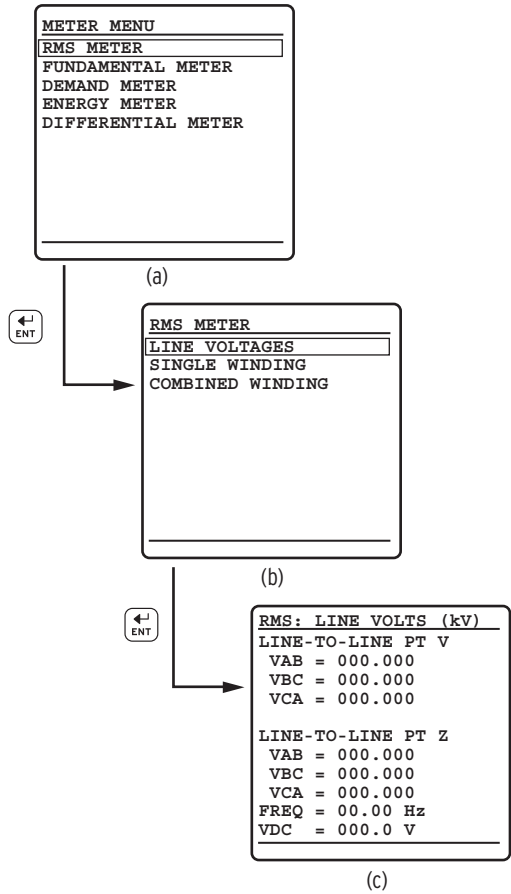 METER MENU
RMS METER
FUNDAMENTAL METER
DEMAND METER
ENERGY METER
DIFFERENTIAL METER
(a)
ENT
RMS METER
LINE VOLTAGES
SINGLE WINDING
COMBINED WINDING
(b)
ENT
RMS: LINE VOLTS (kV)
LINE-TO-LINE PT V
VAB = 000.000
VBC = 000.000
VCA = 000.000
LINE-TO-LINE PT Z
VAB = 000.000
VBC = 000.000
VCA = 000.000
FREQ = 00.00 Hz
VDC = 000.0 V
(c)